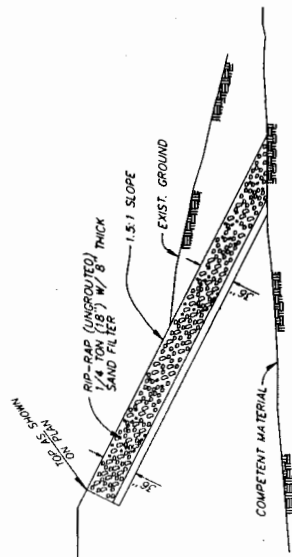 TOP AS SHOWN
ON PLAN
RIP-RAP (UNGROUTED)
1/4 TON (T=8") W/ 8" THICK
SAND FILTER
1.5:1 SLOPE
EXIST. GROUND
36"
36"
COMPETENT MATERIAL